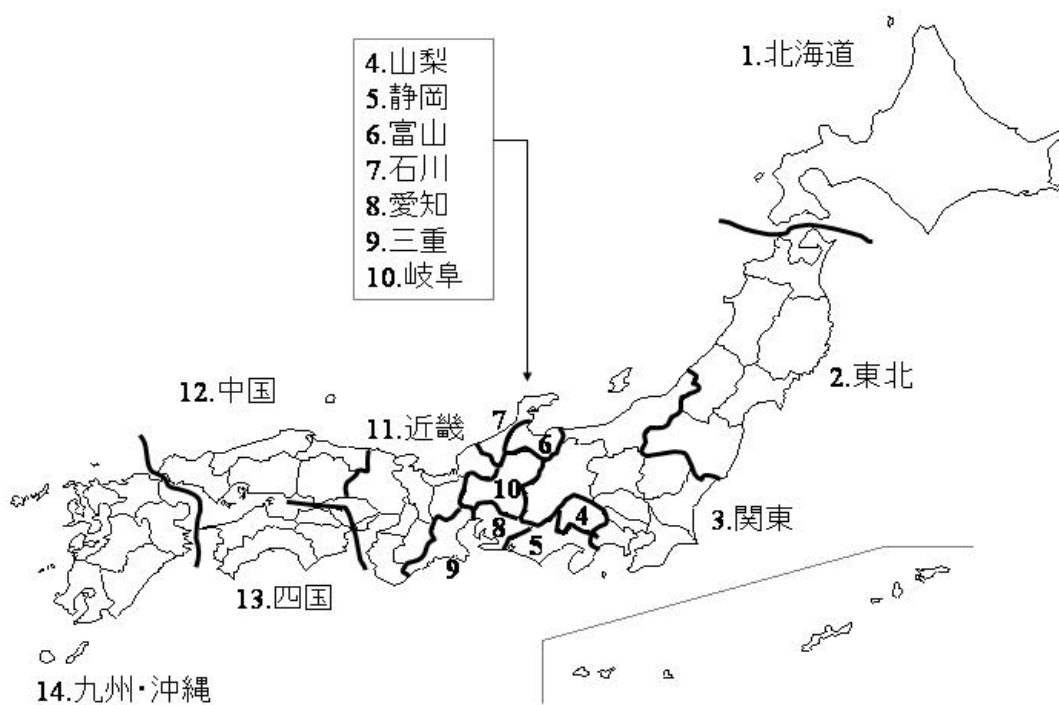 4.山梨
5.静岡
6.富山
7.石川
8.愛知
9.三重
10.岐阜
1.北海道
2.東北
12.中国
11.近畿
7
6
10
4
8
5
9
3.関東
13.四国
14.九州・沖縄